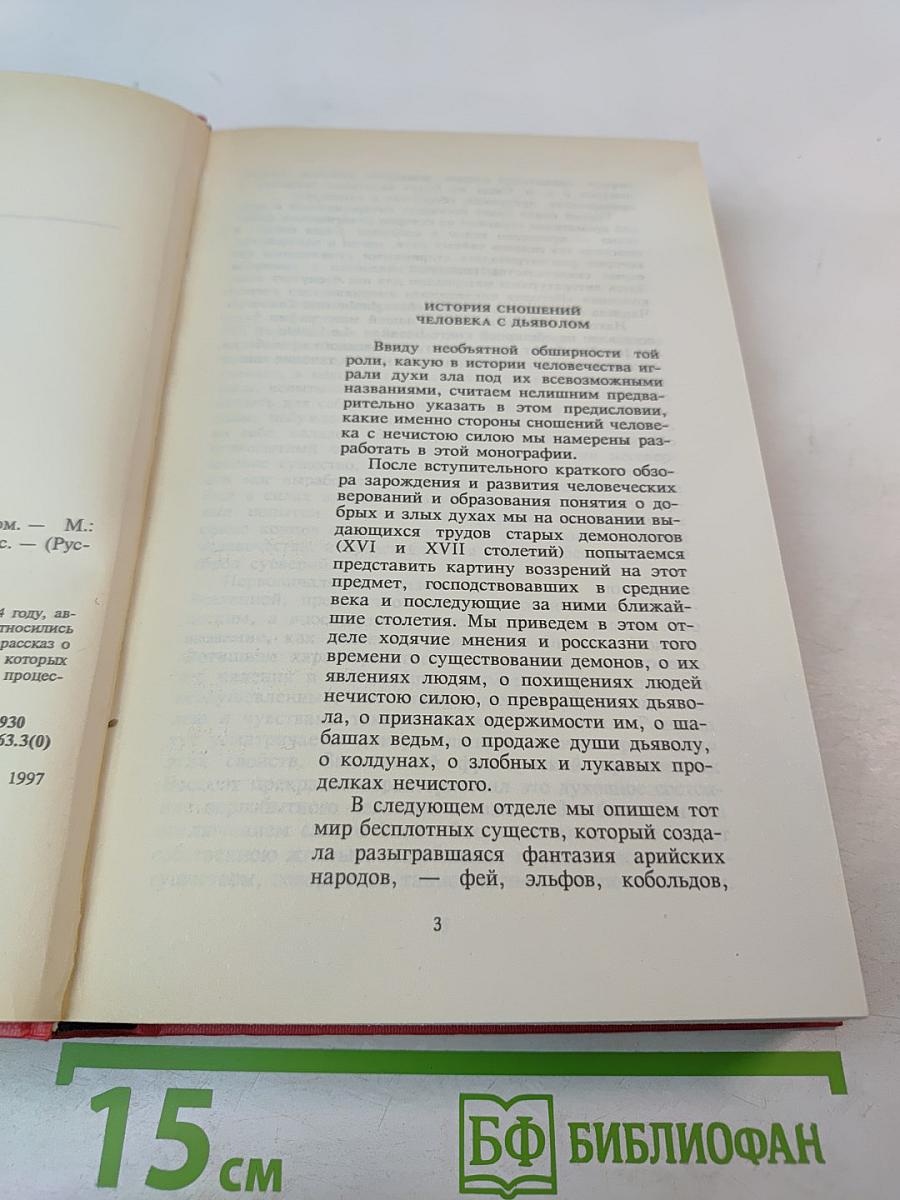 ом. — М.:
с. — (Рус-
4 году, ав-
тносились
рассказ о
которых
процес-
930
63.3(0)
1997
ИСТОРИЯ СНОШЕНИЙ
ЧЕЛОВЕКА С ДЬЯВОЛОМ
Ввиду необъятной обширности той
роли, какую в истории человечества иг-
рали духи зла под их всевозможными
названиями, считаем нелишним предва-
рительно указать в этом предисловии,
какие именно стороны сношений челове-
ка с нечистою силою мы намерены раз-
работать в этой монографии.
После вступительного краткого обзо-
ра зарождения и развития человеческих
верований и образования понятия о до-
брых и злых духах мы на основании вы-
дающихся трудов старых демонологов
(XVI и XVII столетий) попытаемся
представить картину воззрений на этот
предмет, господствовавших в средние
века и последующие за ними ближай-
шие столетия. Мы приведем в этом от-
деле ходячие мнения и россказни того
времени о существовании демонов, о их
явлениях людям, о похищениях людей
нечистою силою, о превращениях дьяво-
ла, о признаках одержимости им, о ша-
башах ведьм, о продаже души дьяволу,
о колдунах, о злобных и лукавых про-
делках нечистого.
В следующем отделе мы опишем тот
мир бесплотных существ, который созда-
ла разыгравшаяся фантазия арийских
народов, — фей, эльфов, кобольдов,
3
15 см
БФ БИБЛИОФАН